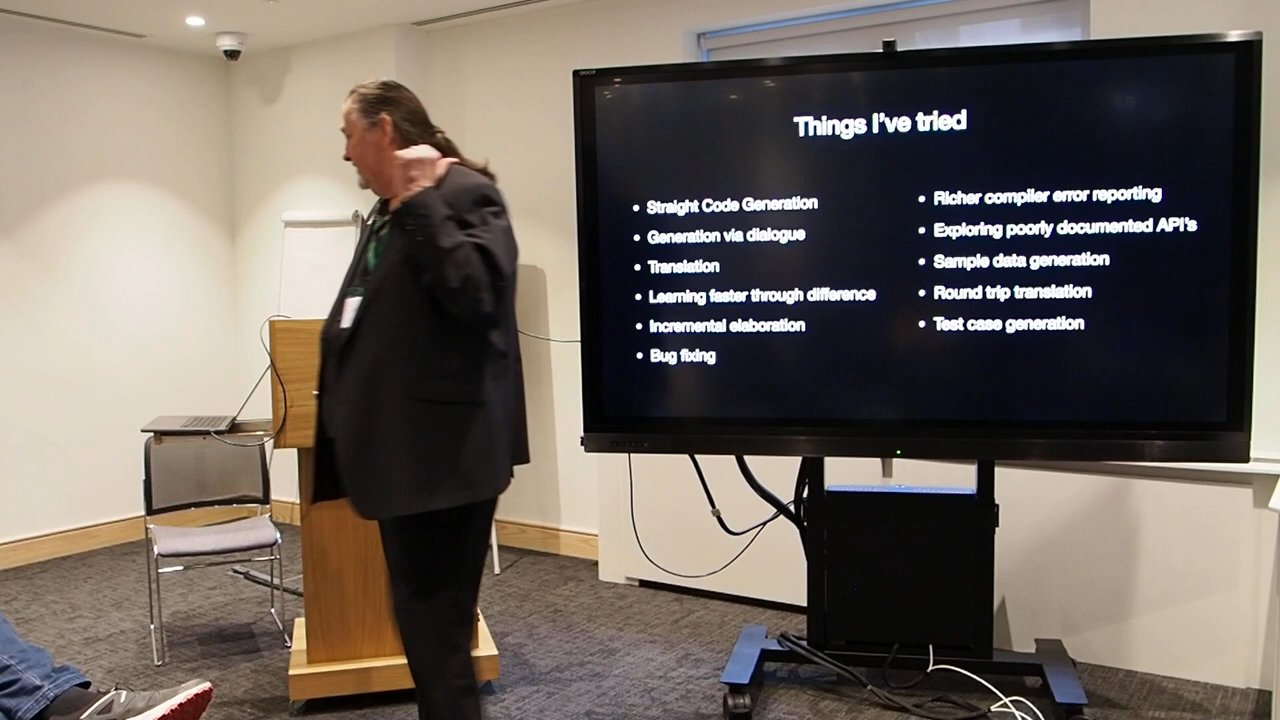 Things I've tried
• Straight Code Generation
• Generation via dialogue
• Translation
• Learning faster through difference
• Incremental elaboration
• Bug fixing
• Richer compiler error reporting
• Exploring poorly documented API's
• Sample data generation
• Round trip translation
• Test case generation